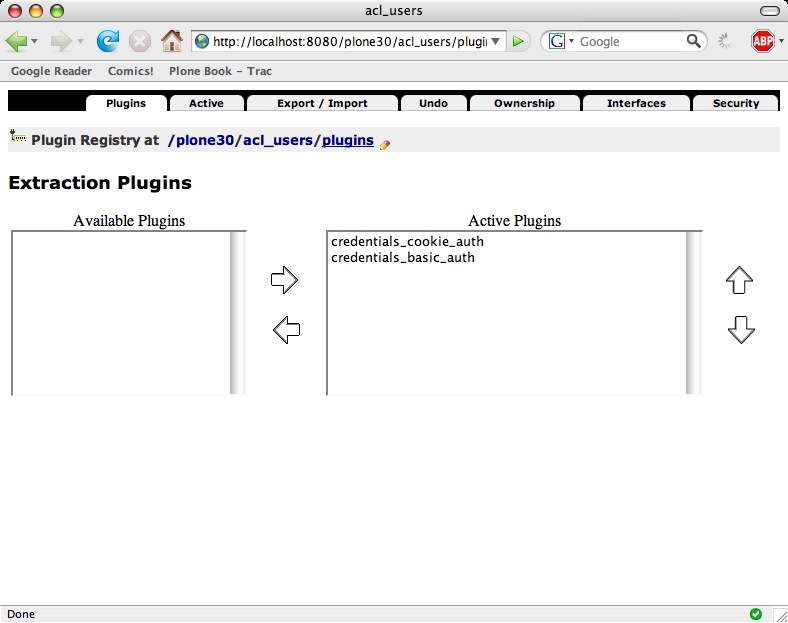 acl_users
http://localhost:8080/plone30/acl_users/plugi
G Google
ABP
Google Reader Comics! Plone Book – Trac
Plugins Active Export / Import Undo Ownership Interfaces Security
Plugin Registry at /plone30/acl_users/plugins
Extraction Plugins
Available Plugins Active Plugins
credentials_cookie_auth
credentials_basic_auth
Done